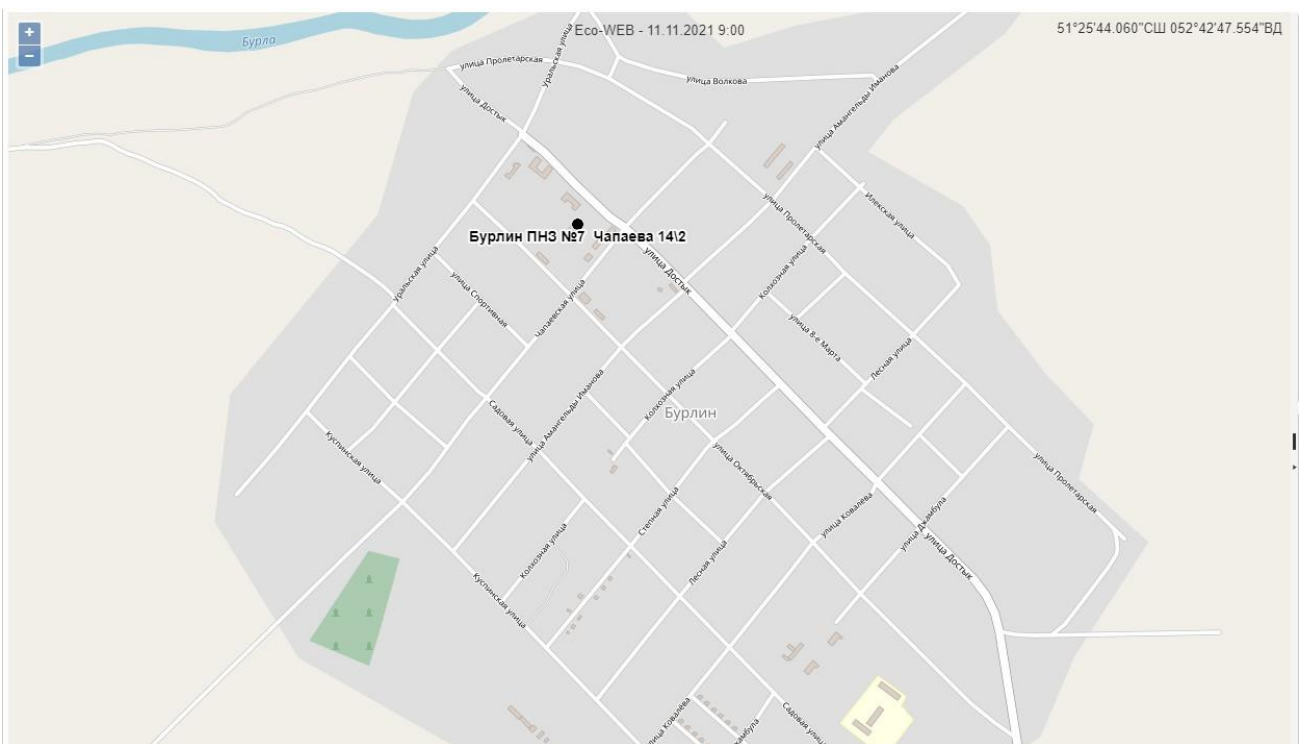 +
−
Бурла
Eco-WEB - 11.11.2021 9:00
51°25'44.060"СШ 052°42'47.554"ВД
Уральская улица
улица Пролетарская
улица Волкова
улица Достык
улица Амангельды Иманова
улица Пролетарская
Илекская улица
Бурлин ПНЗ №7 Чапаева 14\2
Уральская улица
улица Достык
Колхозная улица
улица Спортивная
Чапаевская улица
улица 8-е Марта
Лесная улица
улица Амангельды Иманова
Колхозная улица
Бурлин
Садовая улица
Куспинская улица
улица Октябрьская
улица Пролетарская
Степная улица
улица Ковалёва
улица Джамбула
улица Достык
Колхозная улица
Лесная улица
Куспинская улица
улица Ковалёва
Садовая улица